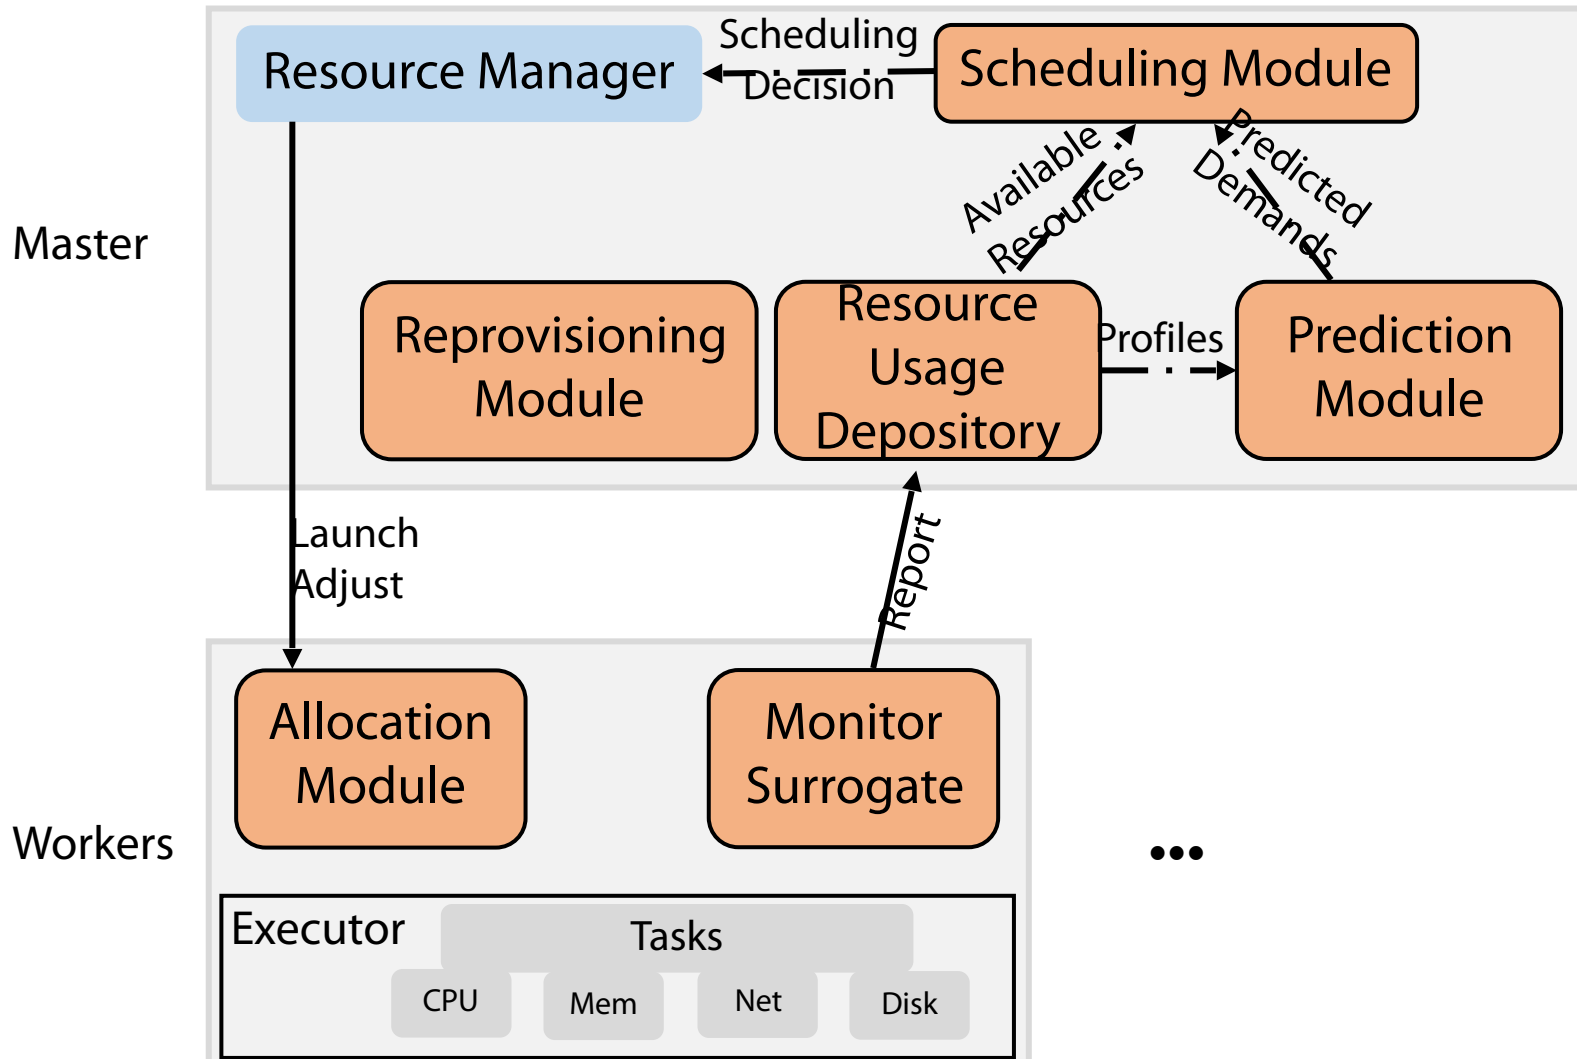 Resource Manager
Scheduling
Decision
Scheduling Module
Available
Resources
Predicted
Demands
Master
Reprovisioning
Module
Resource
Usage
Depository
Profiles
Prediction
Module
Launch
Adjust
Report
Allocation
Module
Monitor
Surrogate
Workers
...
Executor
Tasks
CPU
Mem
Net
Disk